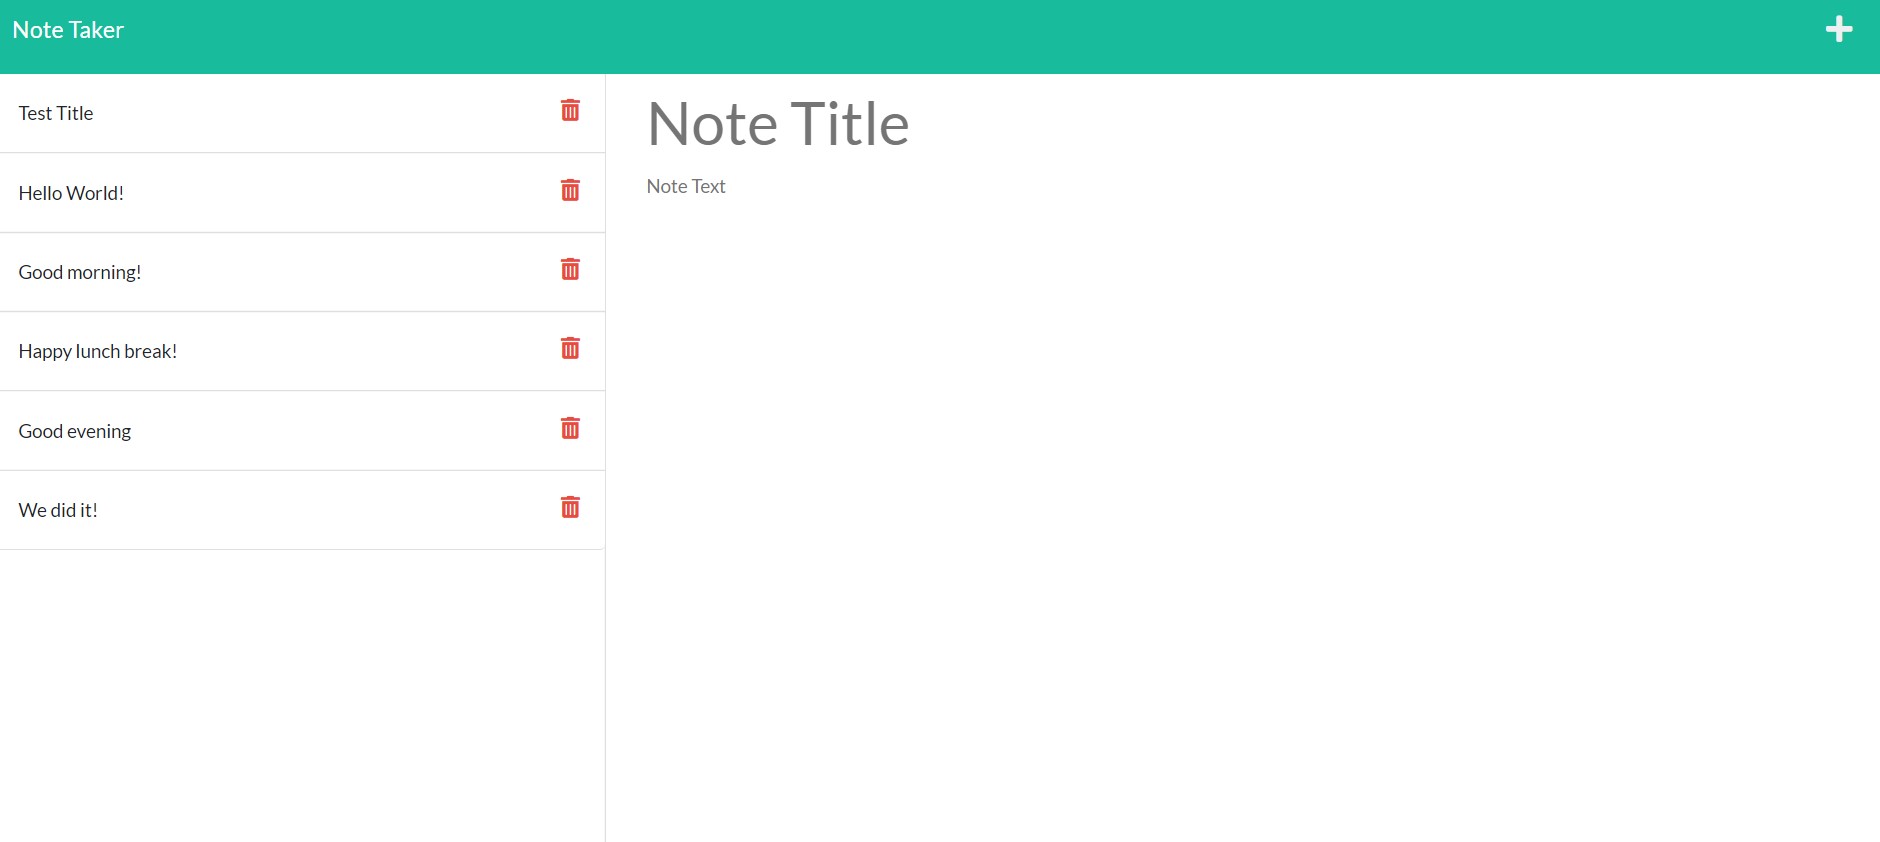 Note Taker
Test Title
Hello World!
Good morning!
Happy lunch break!
Good evening
We did it!
Note Title
Note Text